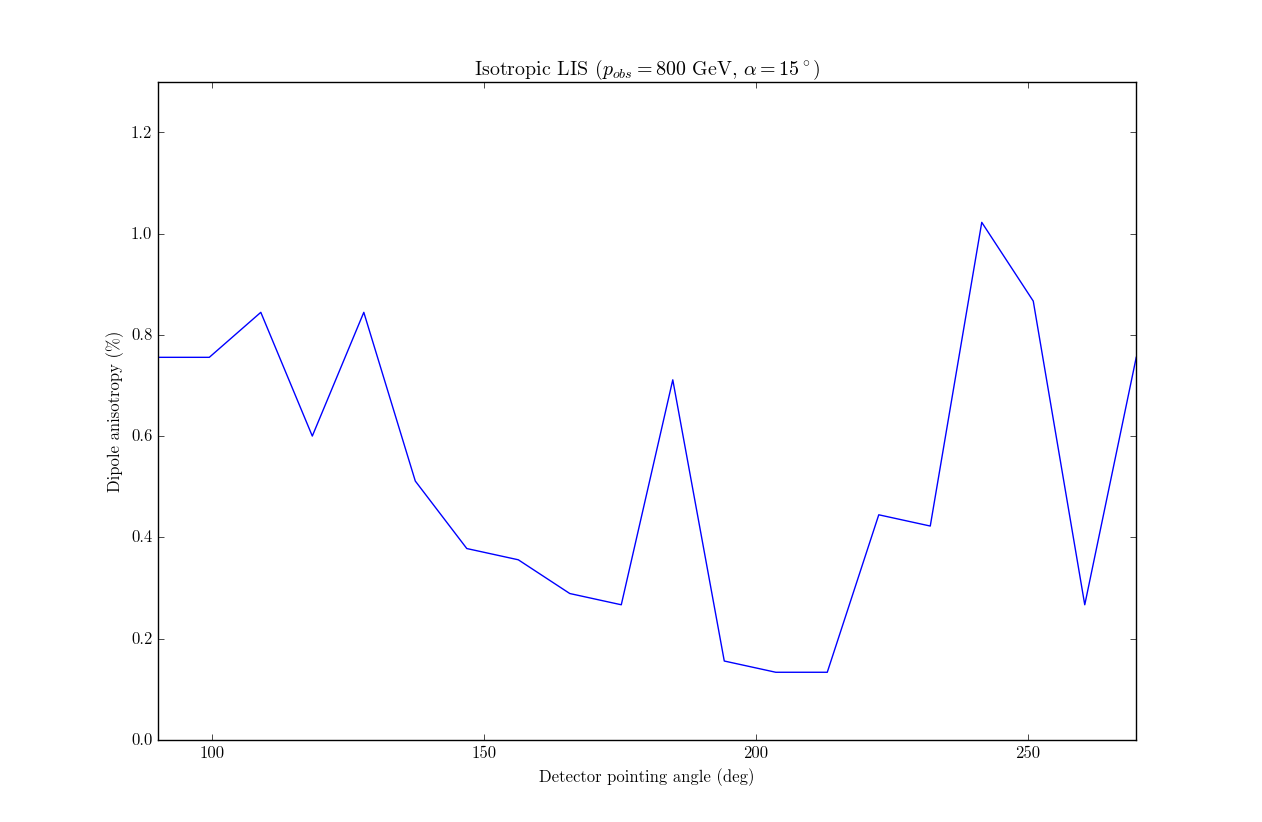 Isotropic LIS (p_obs = 800 GeV, α = 15°)
Dipole anisotropy (%)
1.2
1.0
0.8
0.6
0.4
0.2
0.0
100 150 200 250
Detector pointing angle (deg)